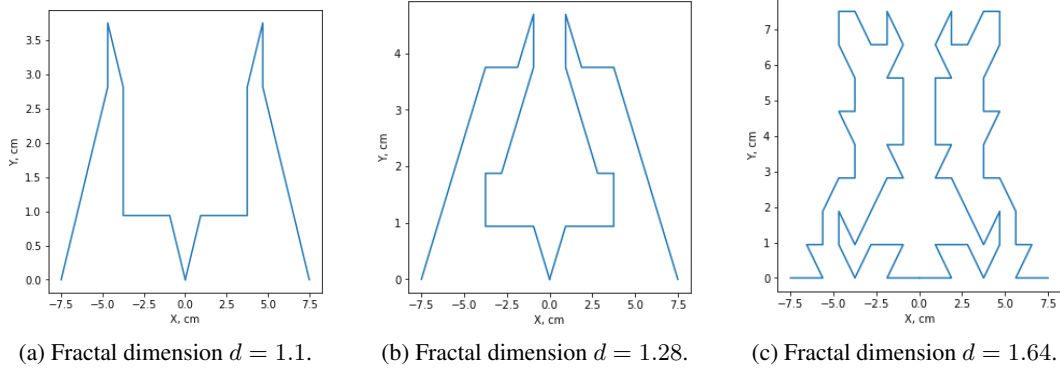 3.5
3.0
2.5
2.0
1.5
1.0
0.5
0.0
Y, cm
−7.5 −5.0 −2.5 0.0 2.5 5.0 7.5
X, cm
(a) Fractal dimension d = 1.1.
4
3
2
1
0
Y, cm
−7.5 −5.0 −2.5 0.0 2.5 5.0 7.5
X, cm
(b) Fractal dimension d = 1.28.
7
6
5
4
3
2
1
0
Y, cm
−7.5 −5.0 −2.5 0.0 2.5 5.0 7.5
X, cm
(c) Fractal dimension d = 1.64.